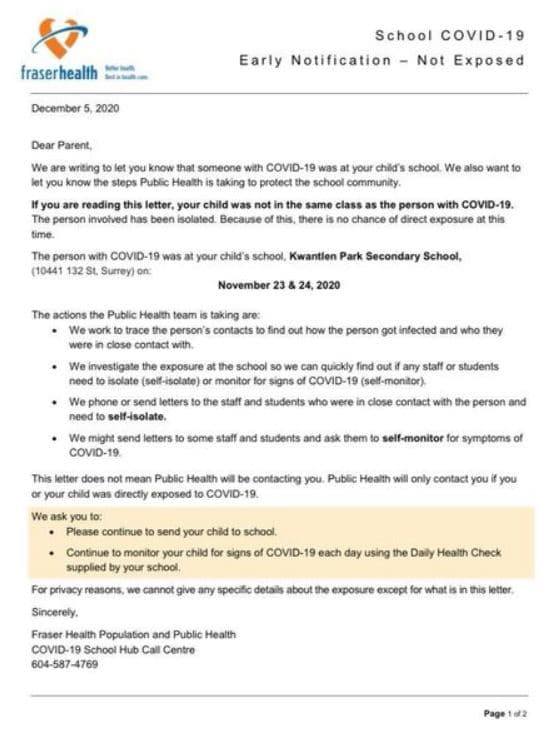 School COVID-19
Early Notification – Not Exposed
fraserhealth
Better health.
Best in health care.
December 5, 2020
Dear Parent,
We are writing to let you know that someone with COVID-19 was at your child's school. We also want to
let you know the steps Public Health is taking to protect the school community.
If you are reading this letter, your child was not in the same class as the person with COVID-19.
The person involved has been isolated. Because of this, there is no chance of direct exposure at this
time.
The person with COVID-19 was at your child's school, Kwantlen Park Secondary School,
(10441 132 St, Surrey) on:
November 23 & 24, 2020
The actions the Public Health team is taking are:
• We work to trace the person's contacts to find out how the person got infected and who they
were in close contact with.
• We investigate the exposure at the school so we can quickly find out if any staff or students
need to isolate (self-isolate) or monitor for signs of COVID-19 (self-monitor).
• We phone or send letters to the staff and students who were in close contact with the person and
need to self-isolate.
• We might send letters to some staff and students and ask them to self-monitor for symptoms of
COVID-19.
This letter does not mean Public Health will be contacting you. Public Health will only contact you if you
or your child was directly exposed to COVID-19.
We ask you to:
• Please continue to send your child to school.
• Continue to monitor your child for signs of COVID-19 each day using the Daily Health Check
supplied by your school.
For privacy reasons, we cannot give any specific details about the exposure except for what is in this letter.
Sincerely,
Fraser Health Population and Public Health
COVID-19 School Hub Call Centre
604-587-4769
Page 1 of 2